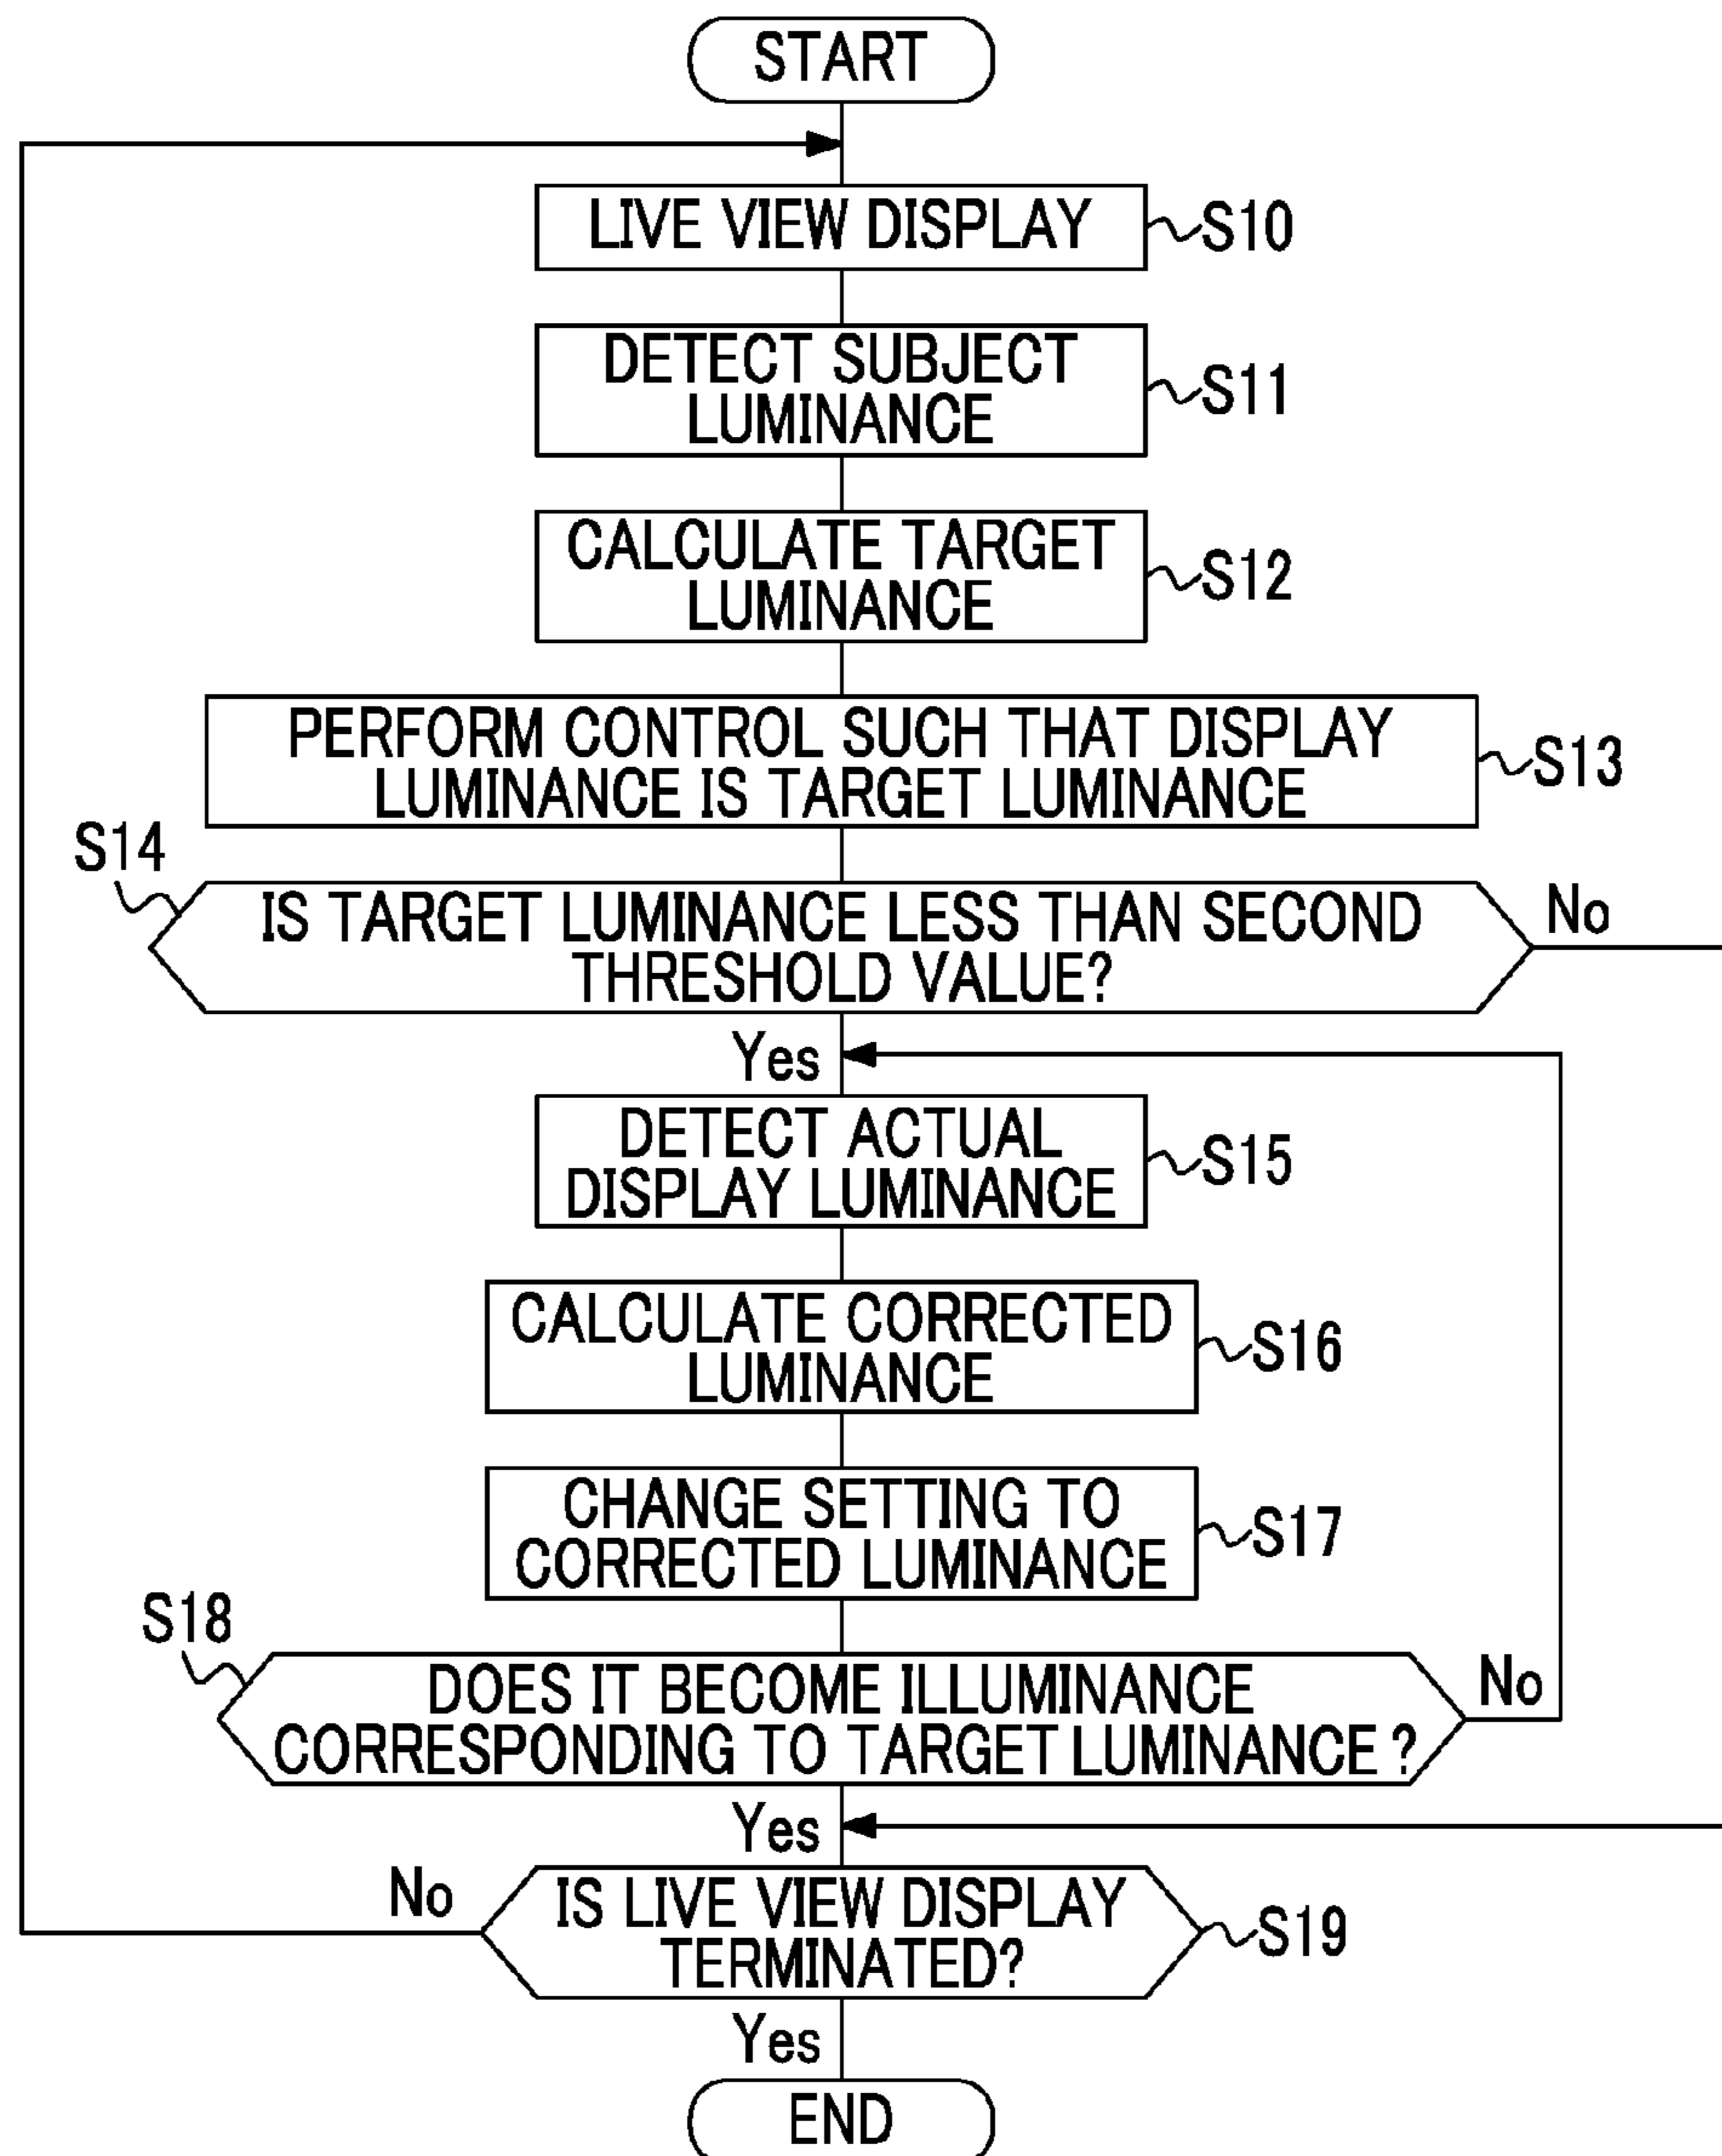 START
LIVE VIEW DISPLAY
S10
DETECT SUBJECT
LUMINANCE
S11
CALCULATE TARGET
LUMINANCE
S12
PERFORM CONTROL SUCH THAT DISPLAY
LUMINANCE IS TARGET LUMINANCE
S13
S14
IS TARGET LUMINANCE LESS THAN SECOND
THRESHOLD VALUE?
No
Yes
DETECT ACTUAL
DISPLAY LUMINANCE
S15
CALCULATE CORRECTED
LUMINANCE
S16
CHANGE SETTING TO
CORRECTED LUMINANCE
S17
S18
DOES IT BECOME ILLUMINANCE
CORRESPONDING TO TARGET LUMINANCE?
No
Yes
No
IS LIVE VIEW DISPLAY
TERMINATED?
S19
Yes
END